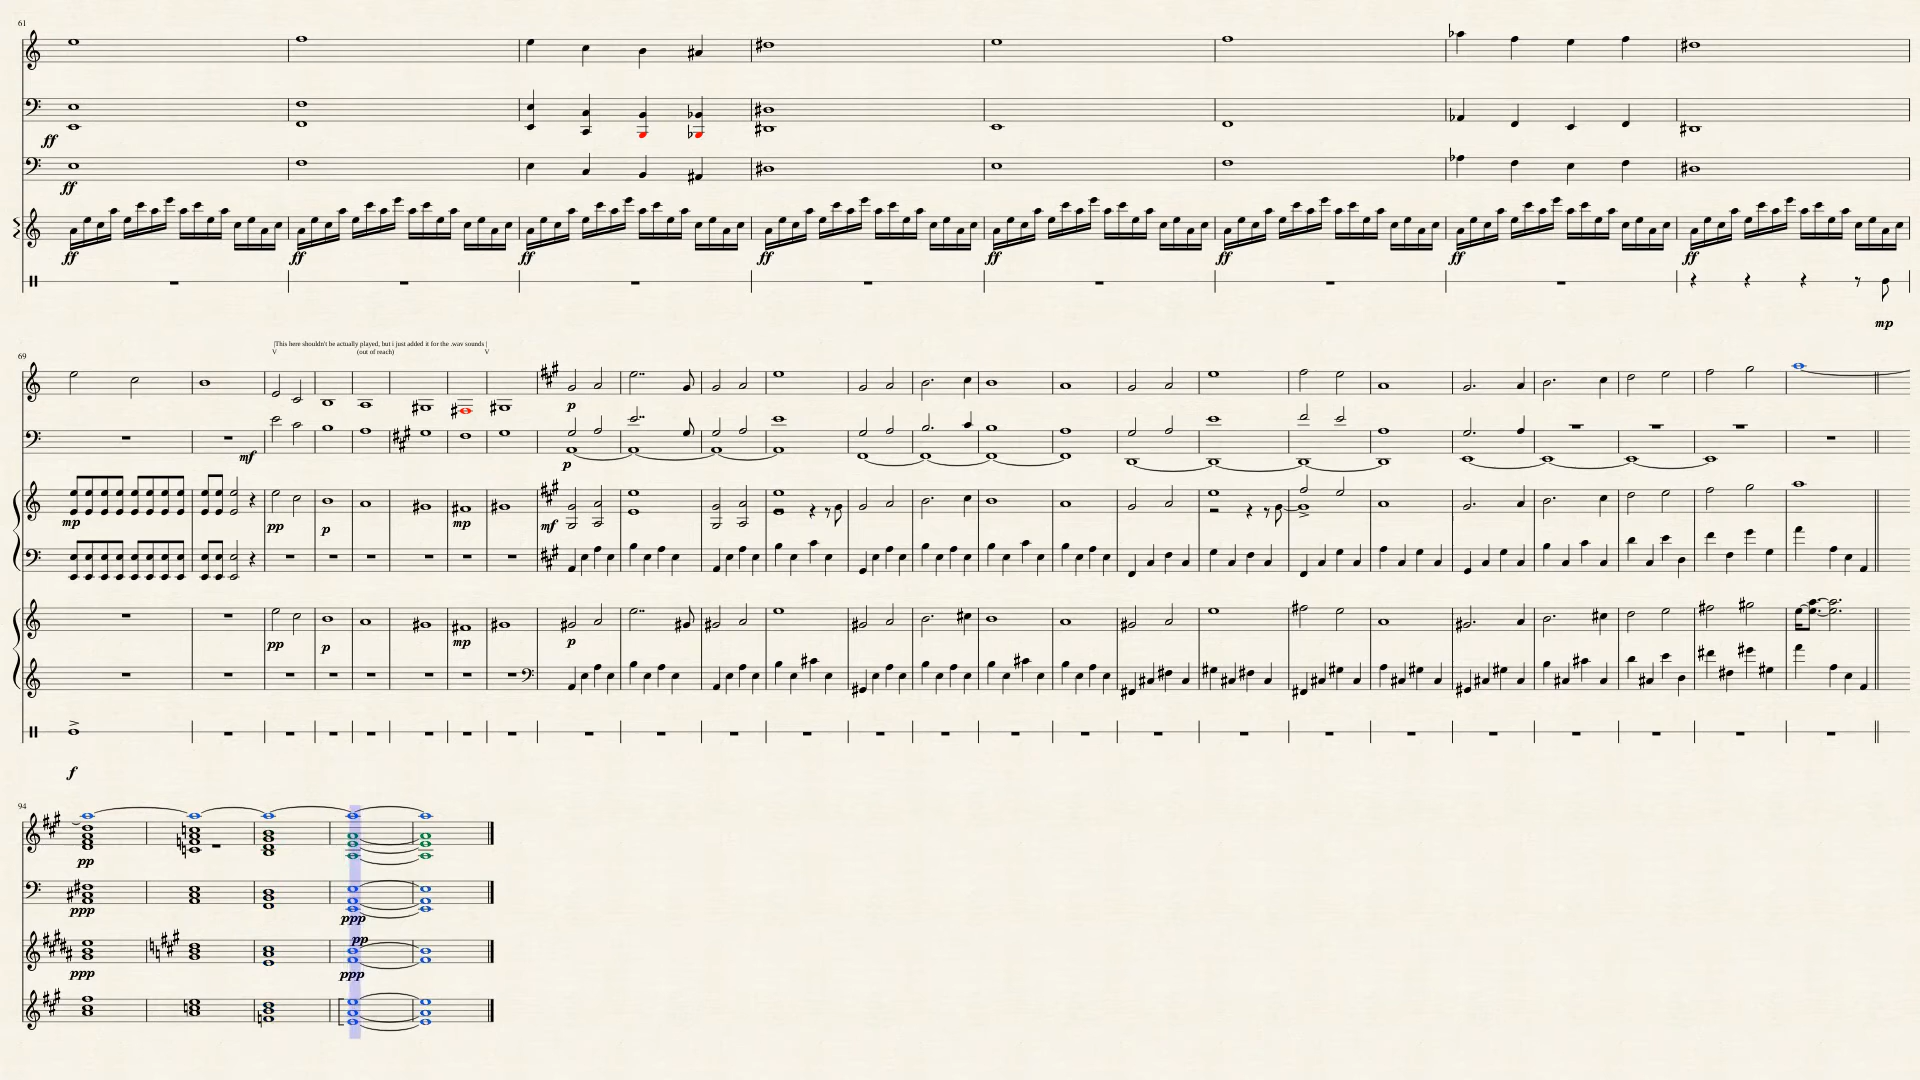 61
ff
ff
ff ff ff ff ff ff ff ff
mp
|This here shouldn't be actually played, but i just added it for the .wav sounds |
V (out of reach) V
69
p
mf
p
mp pp p mp mf
pp p mp p
f
94
pp
ppp ppp
pp
ppp ppp